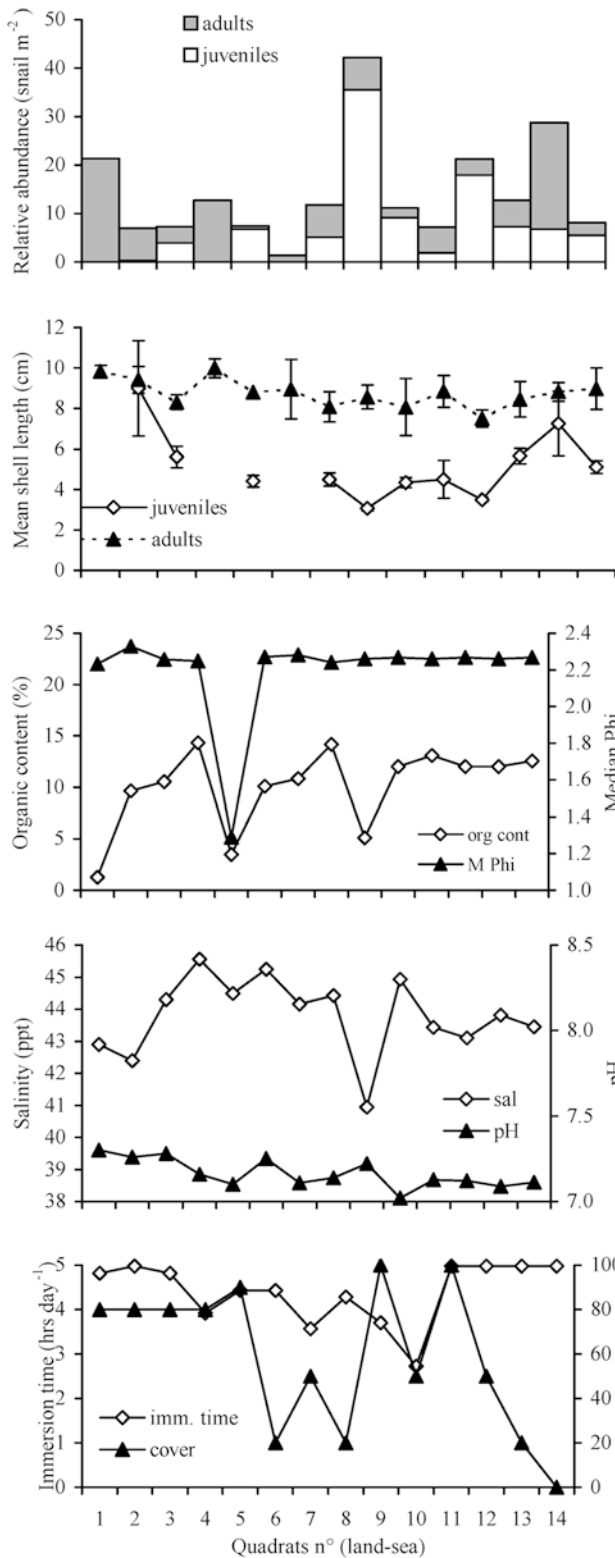 50
40
30
20
10
0
Relative abundance (snail m⁻²)
adults
juveniles
12
10
8
6
4
2
0
Mean shell length (cm)
juveniles
adults
25
20
15
10
5
0
Organic content (%)
2.4
2.2
2.0
1.8
1.6
1.4
1.2
1.0
Median Phi
org cont
M Phi
46
45
44
43
42
41
40
39
38
Salinity (ppt)
8.5
8.0
7.5
7.0
pH
sal
pH
5
4
3
2
1
0
Immersion time (hrs day⁻¹)
100
80
60
40
20
0
imm. time
cover
1 2 3 4 5 6 7 8 9 10 11 12 13 14
Quadrats n° (land-sea)